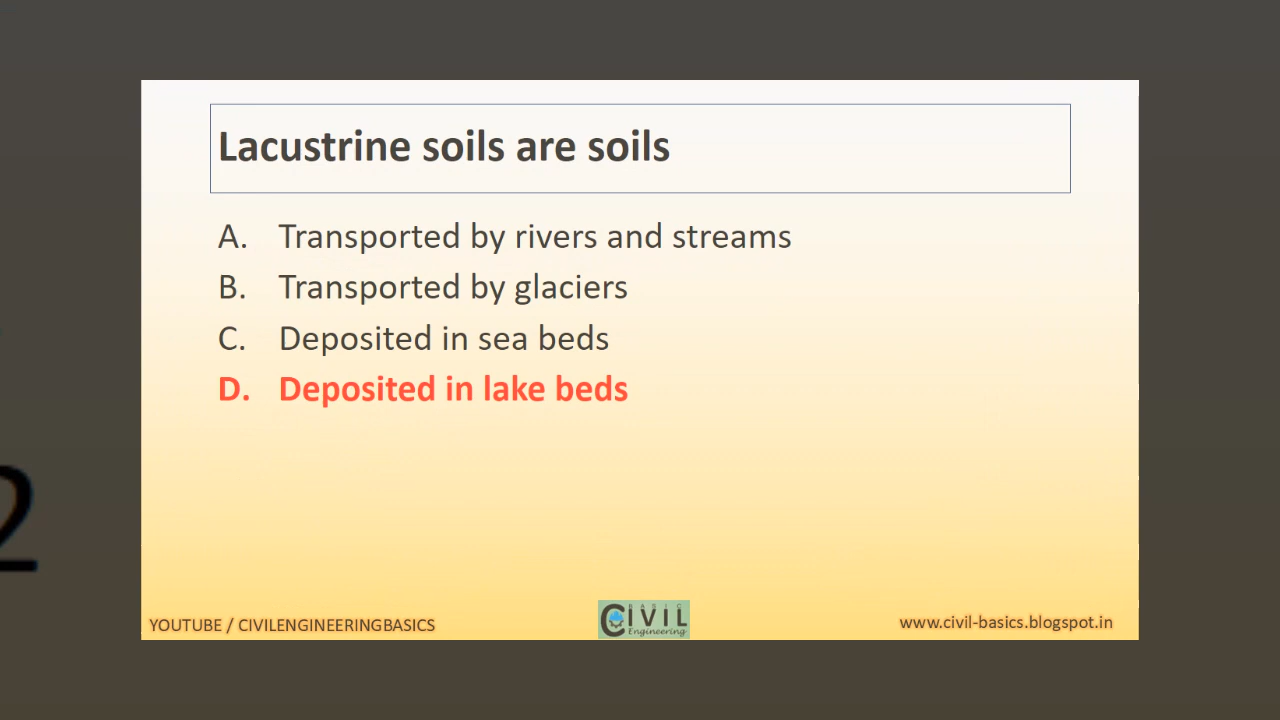 Lacustrine soils are soils
A. Transported by rivers and streams
B. Transported by glaciers
C. Deposited in sea beds
D. Deposited in lake beds
2
YOUTUBE / CIVILENGINEERINGBASICS
BASIC
CIVIL
Engineering
www.civil-basics.blogspot.in